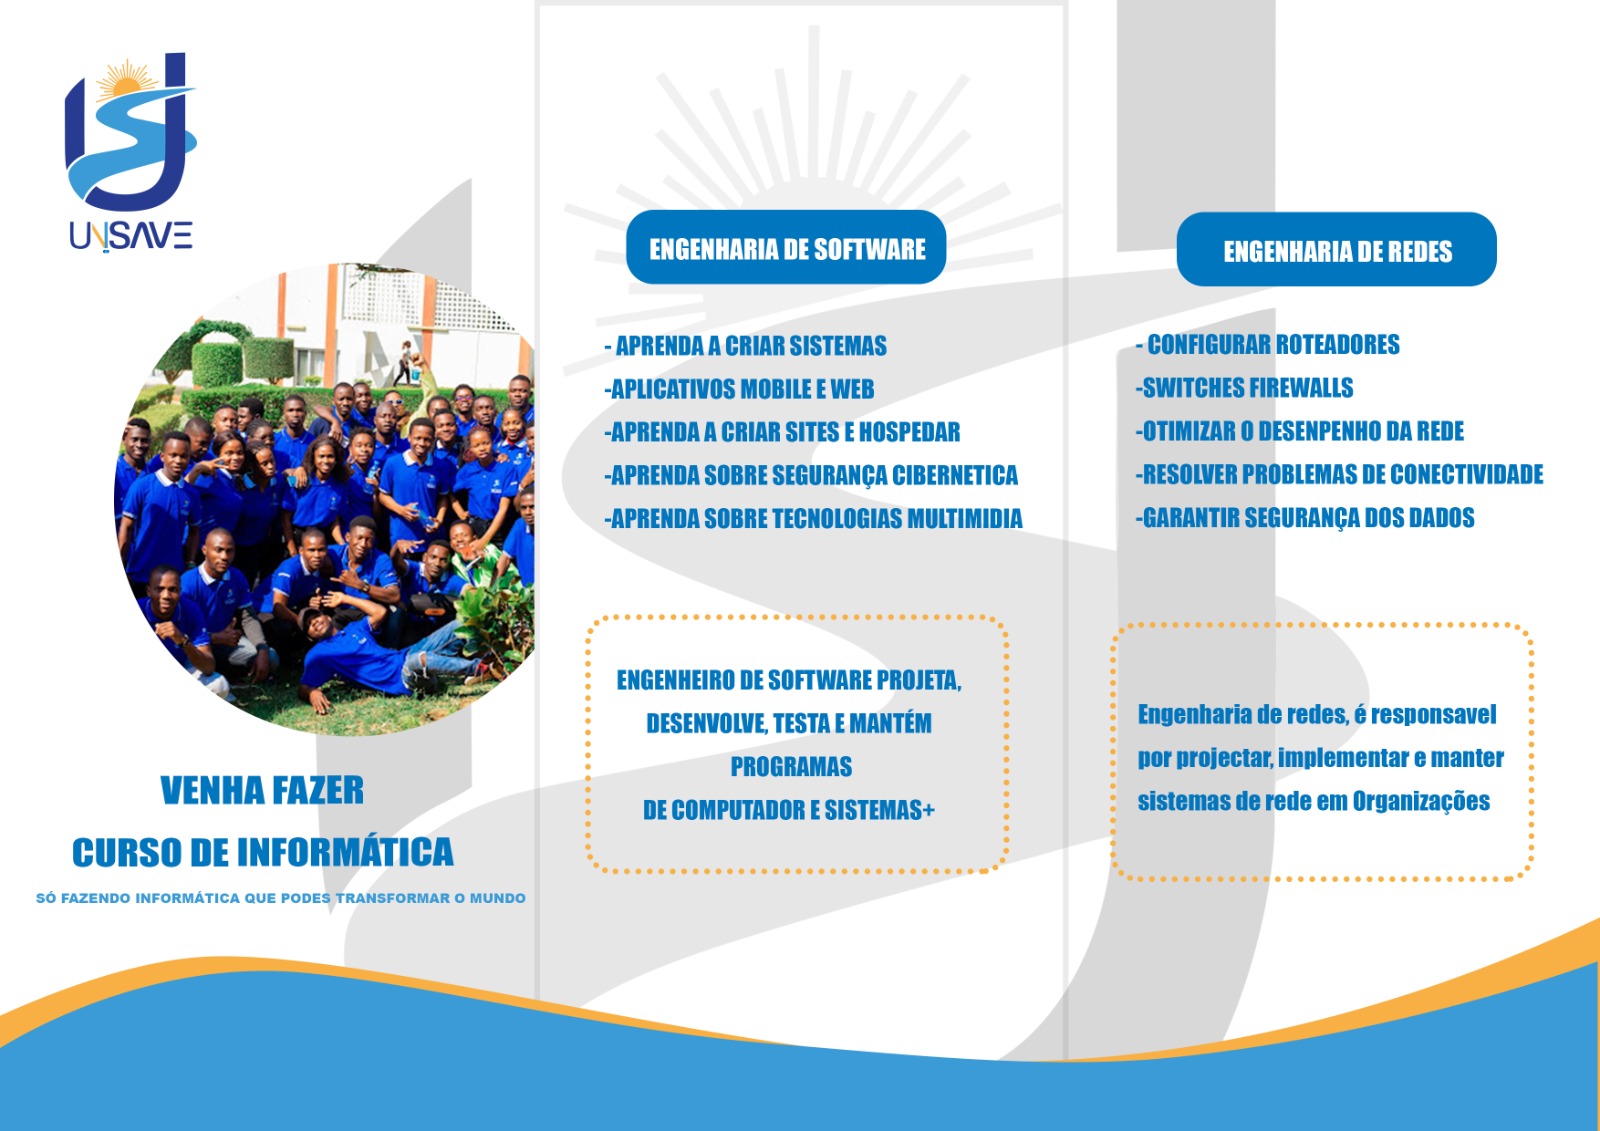 UNISAVE
VENHA FAZER
CURSO DE INFORMÁTICA
SÓ FAZENDO INFORMÁTICA QUE PODES TRANSFORMAR O MUNDO
ENGENHARIA DE SOFTWARE
- APRENDA A CRIAR SISTEMAS
-APLICATIVOS MOBILE E WEB
-APRENDA A CRIAR SITES E HOSPEDAR
-APRENDA SOBRE SEGURANÇA CIBERNETICA
-APRENDA SOBRE TECNOLOGIAS MULTIMIDIA
ENGENHEIRO DE SOFTWARE PROJETA,
DESENVOLVE, TESTA E MANTÉM
PROGRAMAS
DE COMPUTADOR E SISTEMAS+
ENGENHARIA DE REDES
- CONFIGURAR ROTEADORES
-SWITCHES FIREWALLS
-OTIMIZAR O DESENPENHO DA REDE
-RESOLVER PROBLEMAS DE CONECTIVIDADE
-GARANTIR SEGURANÇA DOS DADOS
Engenharia de redes, é responsavel
por projectar, implementar e manter
sistemas de rede em Organizações